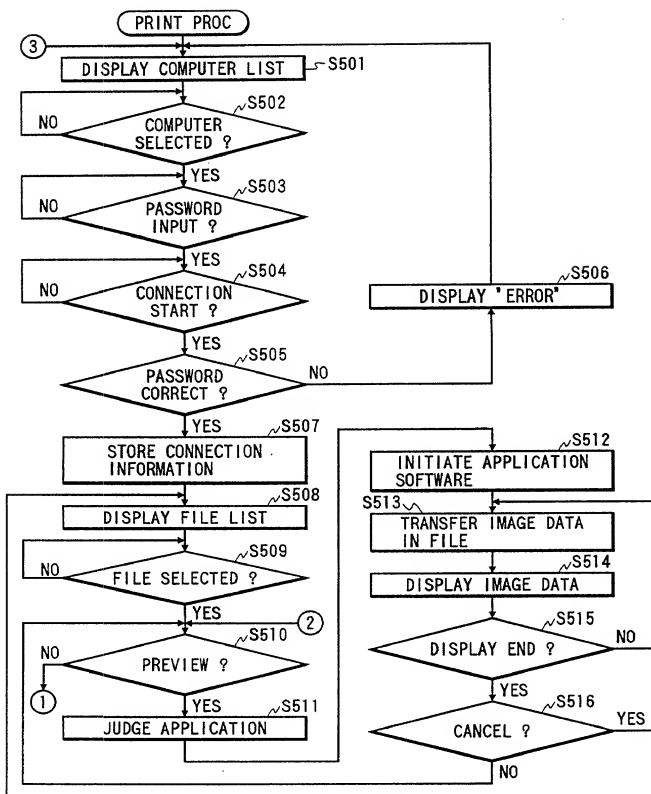 PRINT PROC
3
DISPLAY COMPUTER LIST
S501
S502
NO
COMPUTER
SELECTED ?
YES
S503
NO
PASSWORD
INPUT ?
YES
S504
NO
CONNECTION
START ?
YES
S505
PASSWORD
CORRECT ?
NO
S506
DISPLAY "ERROR"
YES
S507
STORE CONNECTION
INFORMATION
S508
DISPLAY FILE LIST
S509
NO
FILE SELECTED ?
YES
2
S510
NO
PREVIEW ?
1
YES
S511
JUDGE APPLICATION
S512
INITIATE APPLICATION
SOFTWARE
S513
TRANSFER IMAGE DATA
IN FILE
S514
DISPLAY IMAGE DATA
S515
DISPLAY END ?
NO
YES
S516
CANCEL ?
YES
NO